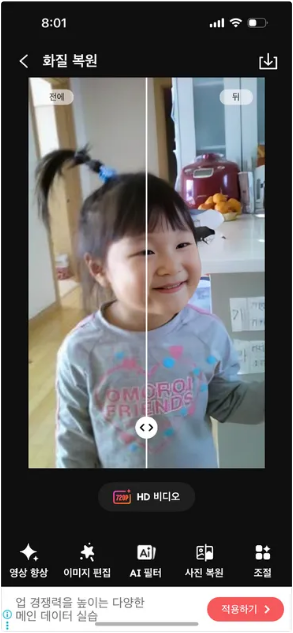 8:01
화질 복원
전에
뒤
TOMOROI
FRIENDS
720P HD 비디오
영상 향상
이미지 편집
AI 필터
사진 복원
조절
업 경쟁력을 높이는 다양한
메인 데이터 실습
적용하기